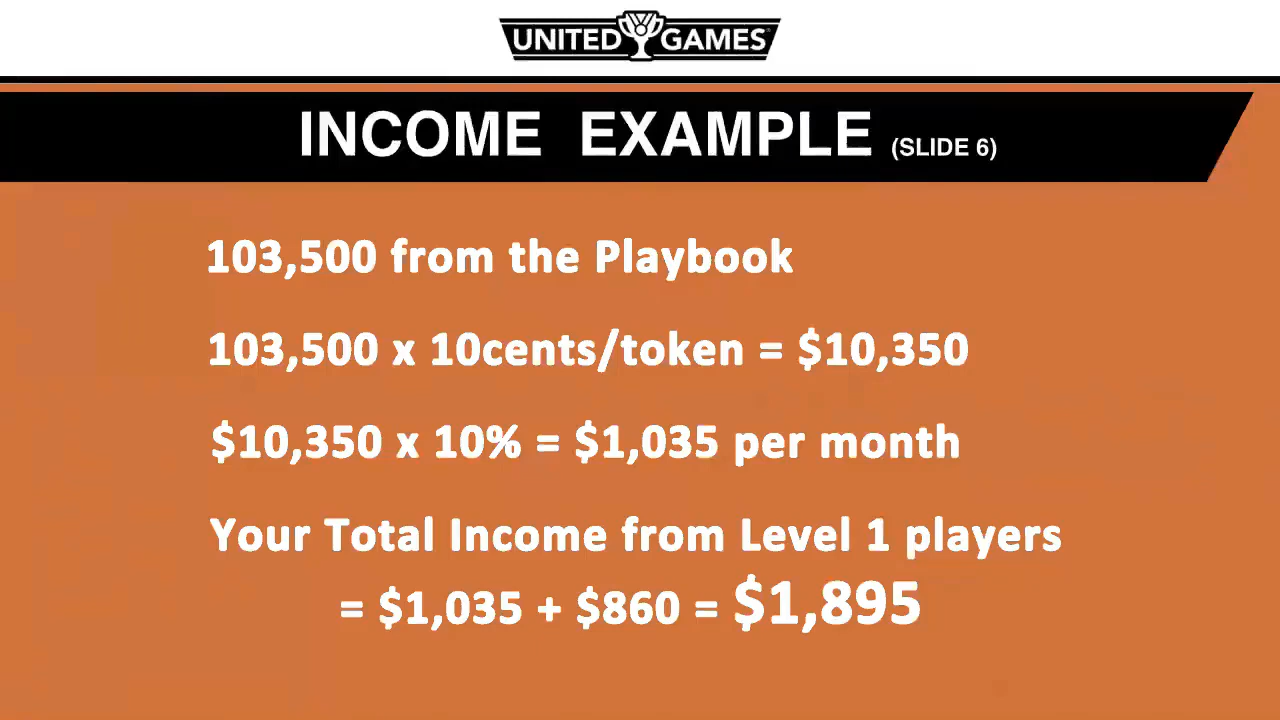 UNITED GAMES
INCOME EXAMPLE (SLIDE 6)
103,500 from the Playbook
103,500 x 10cents/token = $10,350
$10,350 x 10% = $1,035 per month
Your Total Income from Level 1 players
= $1,035 + $860 = $1,895